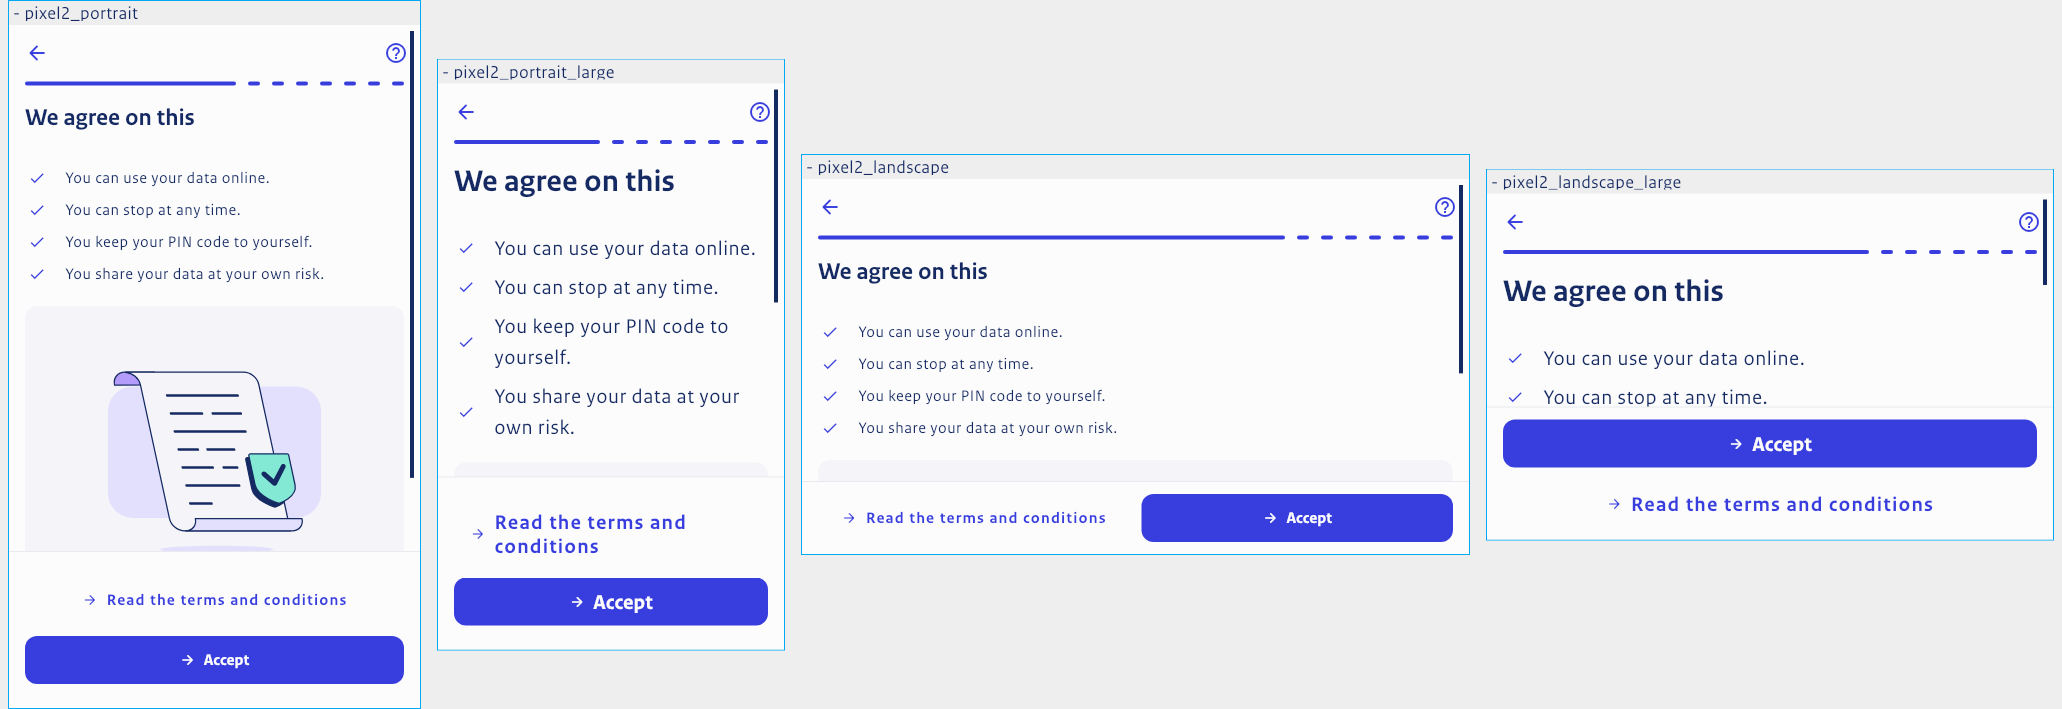 - pixel2_portrait
We agree on this
You can use your data online.
You can stop at any time.
You keep your PIN code to yourself.
You share your data at your own risk.
Read the terms and conditions
Accept
- pixel2_portrait_large
We agree on this
You can use your data online.
You can stop at any time.
You keep your PIN code to
yourself.
You share your data at your
own risk.
Read the terms and
conditions
Accept
- pixel2_landscape
We agree on this
You can use your data online.
You can stop at any time.
You keep your PIN code to yourself.
You share your data at your own risk.
Read the terms and conditions
Accept
- pixel2_landscape_large
We agree on this
You can use your data online.
You can stop at any time.
Accept
Read the terms and conditions